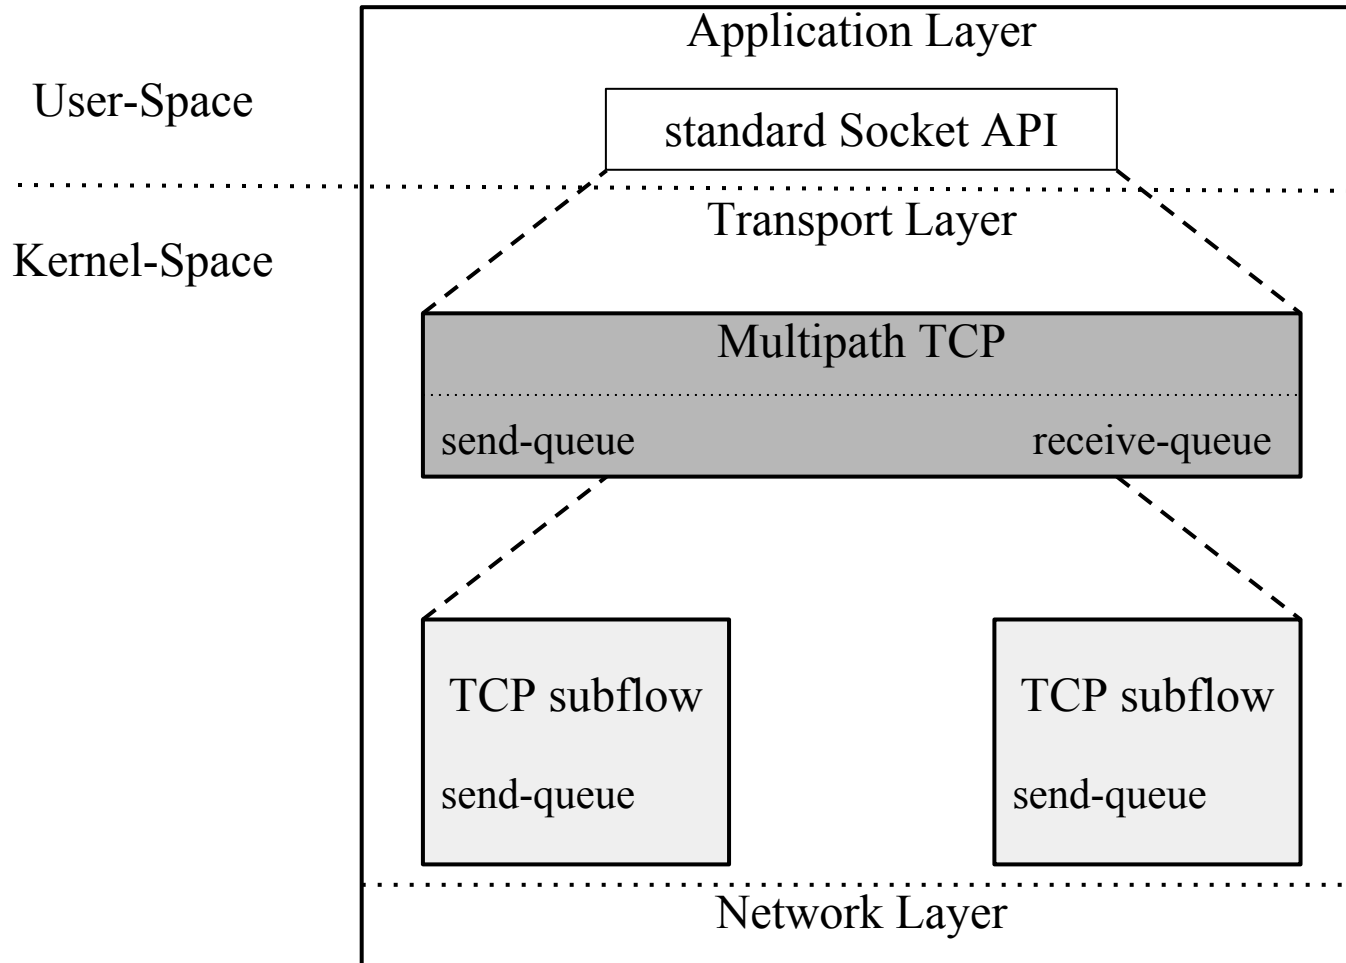 Application Layer
User-Space
standard Socket API
Transport Layer
Kernel-Space
Multipath TCP
send-queue
receive-queue
TCP subflow
TCP subflow
send-queue
send-queue
Network Layer